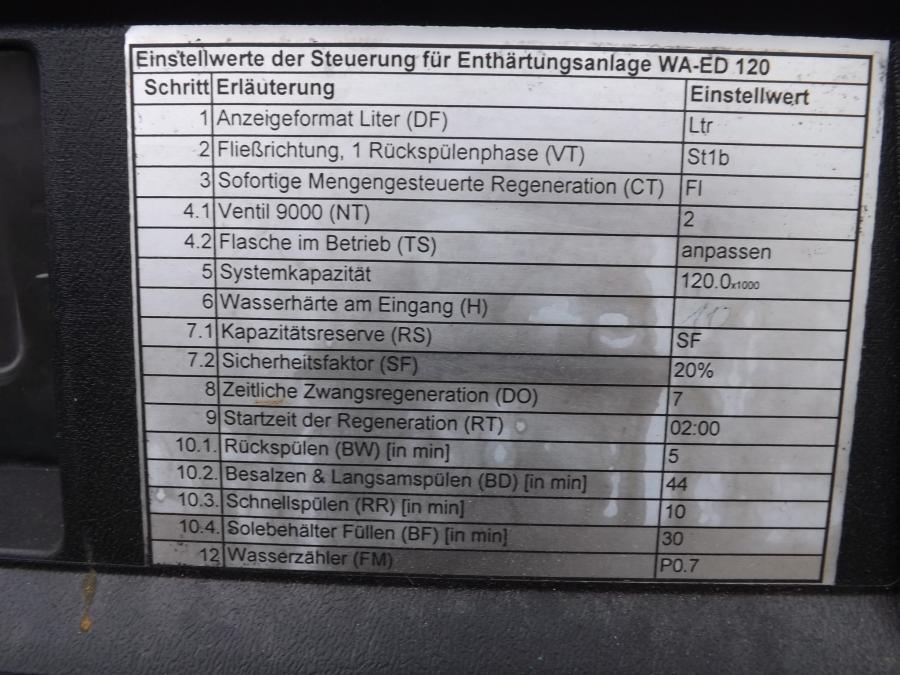 Einstellwerte der Steuerung für Enthärtungsanlage WA-ED 120
Schritt Erläuterung Einstellwert
1 Anzeigeformat Liter (DF) Ltr
2 Fließrichtung, 1 Rückspülenphase (VT) St1b
3 Sofortige Mengengesteuerte Regeneration (CT) FI
4.1 Ventil 9000 (NT) 2
4.2 Flasche im Betrieb (TS) anpassen
5 Systemkapazität 120.0x1000
6 Wasserhärte am Eingang (H)
7.1 Kapazitätsreserve (RS) SF
7.2 Sicherheitsfaktor (SF) 20%
8 Zeitliche Zwangsregeneration (DO) 7
9 Startzeit der Regeneration (RT) 02:00
10.1. Rückspülen (BW) [in min] 5
10.2. Besalzen & Langsamspülen (BD) [in min] 44
10.3. Schnellspülen (RR) [in min] 10
10.4. Solebehälter Füllen (BF) [in min] 30
12 Wasserzähler (FM) P0.7